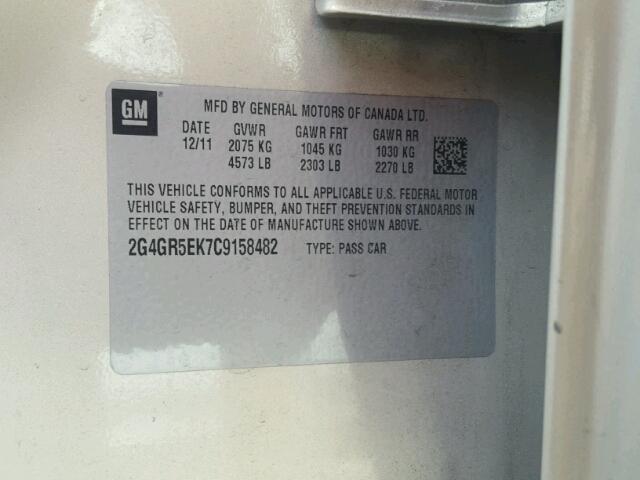 GM
MFD BY GENERAL MOTORS OF CANADA LTD.
DATE GVWR GAWR FRT GAWR RR
12/11 2075 KG 1045 KG 1030 KG
4573 LB 2303 LB 2270 LB
THIS VEHICLE CONFORMS TO ALL APPLICABLE U.S. FEDERAL MOTOR
VEHICLE SAFETY, BUMPER, AND THEFT PREVENTION STANDARDS IN
EFFECT ON THE DATE OF MANUFACTURE SHOWN ABOVE.
2G4GR5EK7C9158482 TYPE: PASS CAR